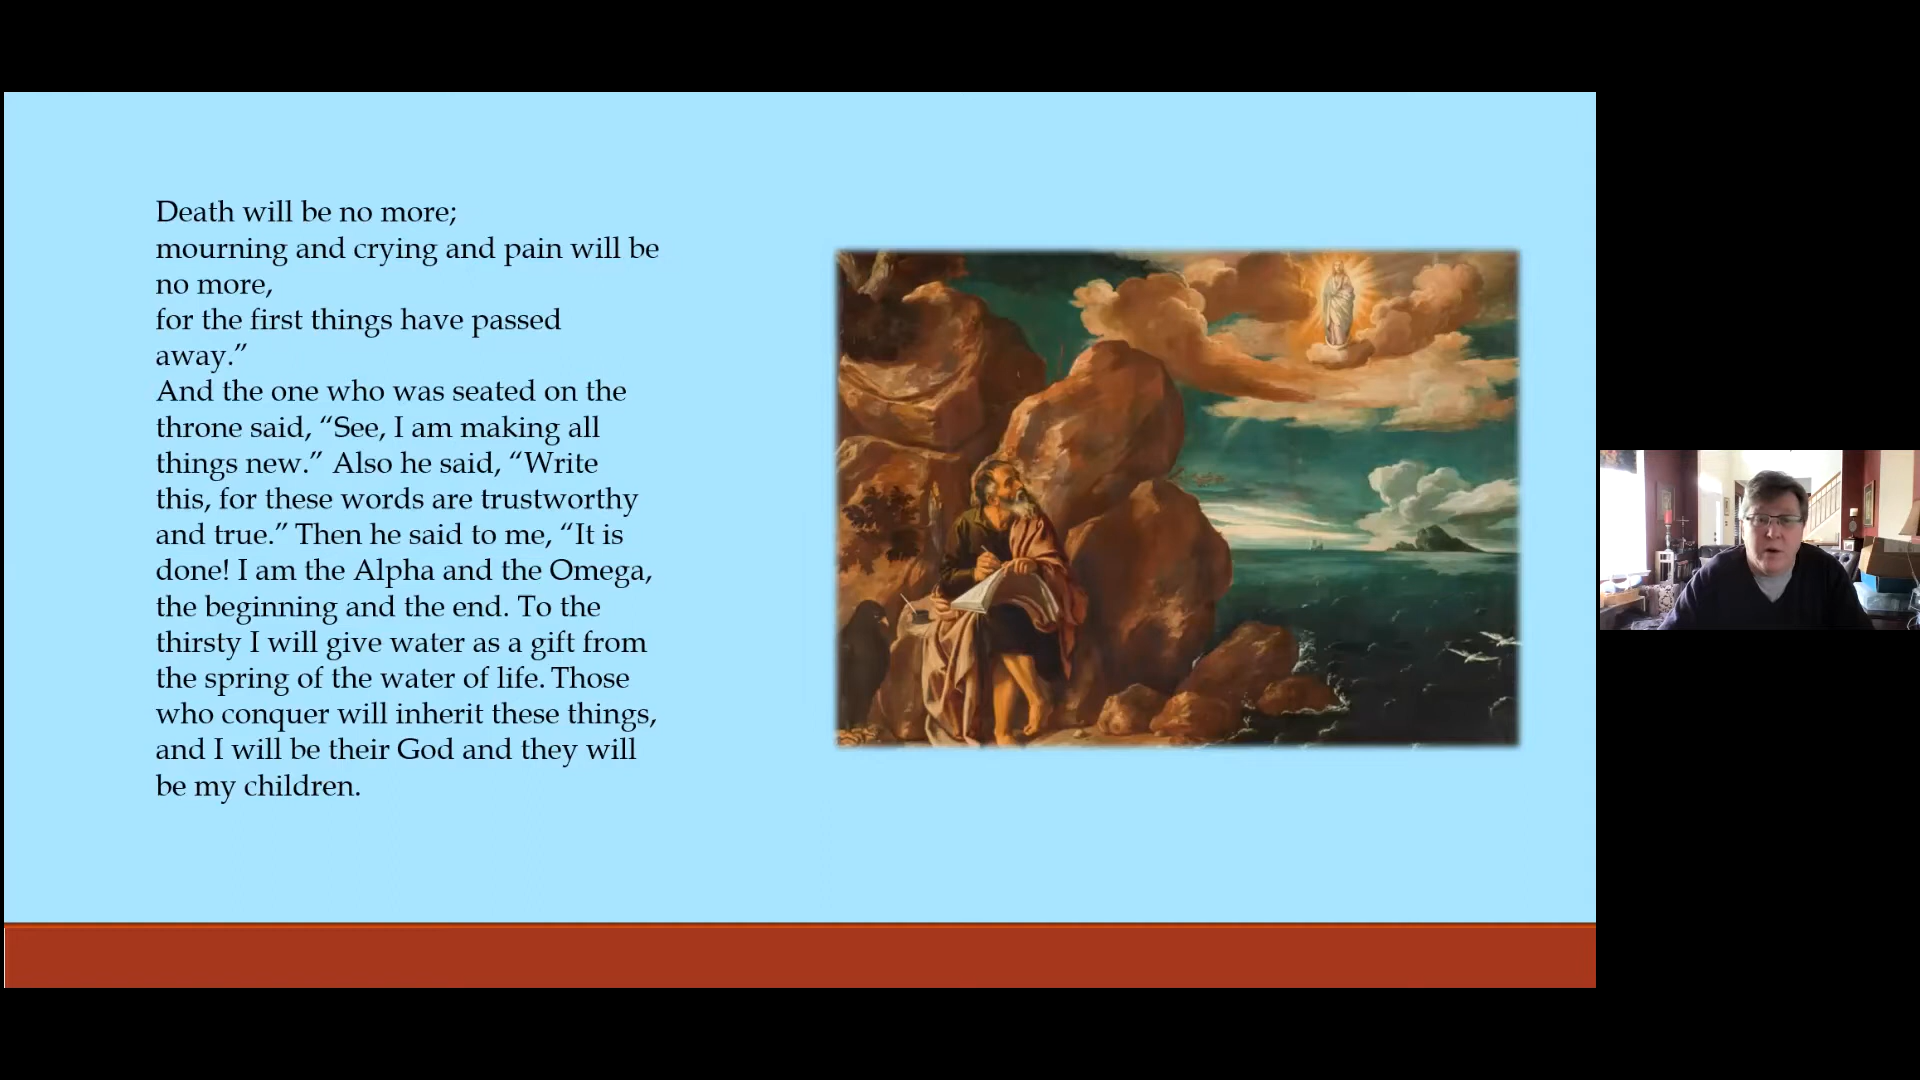 Death will be no more;
mourning and crying and pain will be
no more,
for the first things have passed
away.”
And the one who was seated on the
throne said, “See, I am making all
things new.” Also he said, “Write
this, for these words are trustworthy
and true.” Then he said to me, “It is
done! I am the Alpha and the Omega,
the beginning and the end. To the
thirsty I will give water as a gift from
the spring of the water of life. Those
who conquer will inherit these things,
and I will be their God and they will
be my children.